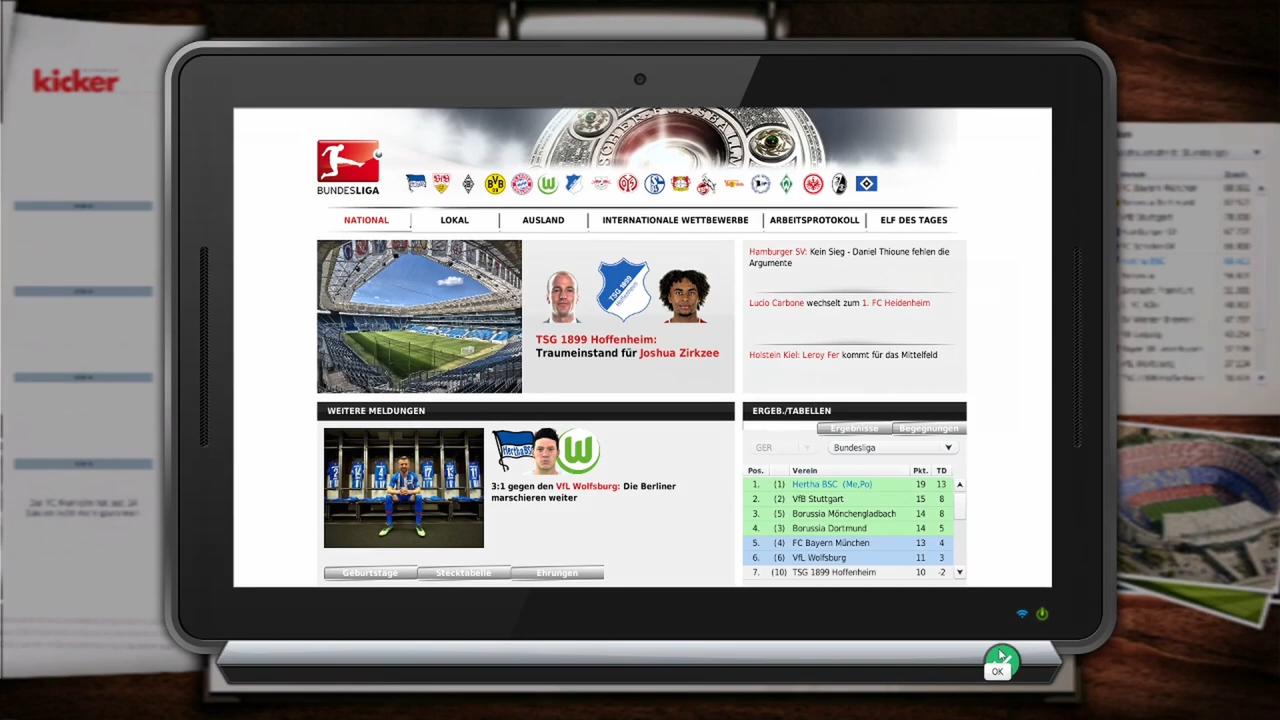 kicker
BUNDESLIGA
NATIONAL
LOKAL
AUSLAND
INTERNATIONALE WETTBEWERBE
ARBEITSPROTOKOLL
ELF DES TAGES
TSG 1899
Hoffenheim
TSG 1899 Hoffenheim:
Traumeinstand für Joshua Zirkzee
Hamburger SV: Kein Sieg - Daniel Thioune fehlen die
Argumente
Lucio Carbone wechselt zum 1. FC Heidenheim
Holstein Kiel: Leroy Fer kommt für das Mittelfeld
WEITERE MELDUNGEN
Hertha BSC
3:1 gegen den VfL Wolfsburg: Die Berliner
marschieren weiter
Geburtstage
Stecktabelle
Ehrungen
ERGEB./TABELLEN
Ergebnisse
Begegnungen
GER
Bundesliga
Pos. Verein Pkt. TD
1. (1) Hertha BSC (Me,Po) 19 13
2. (2) VfB Stuttgart 15 8
3. (5) Borussia Mönchengladbach 14 8
4. (3) Borussia Dortmund 14 5
5. (4) FC Bayern München 13 4
6. (6) VfL Wolfsburg 11 3
7. (10) TSG 1899 Hoffenheim 10 -2
OK